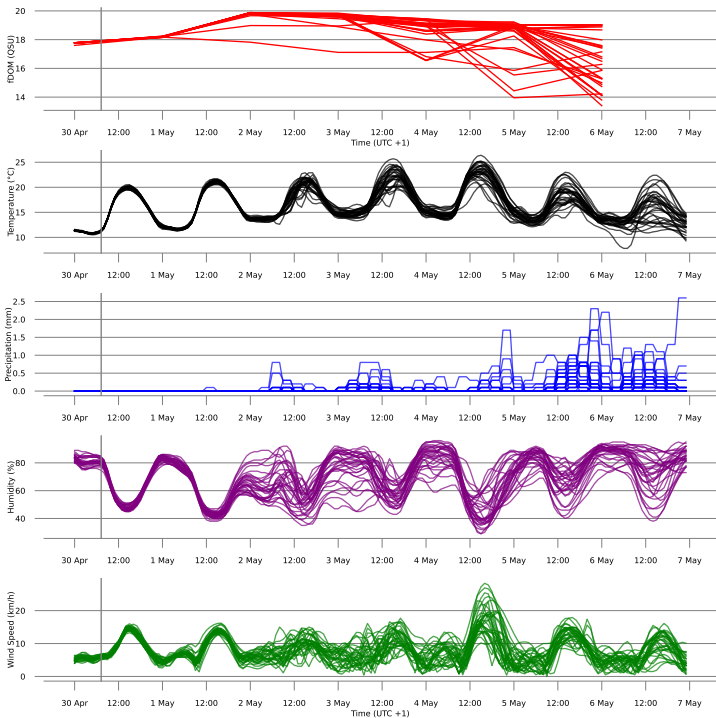 fDOM (QSU)
20
18
16
14
30 Apr 12:00 1 May 12:00 2 May 12:00 3 May 12:00 4 May 12:00 5 May 12:00 6 May 12:00 7 May
Time (UTC +1)
Temperature (°C)
25
20
15
10
30 Apr 12:00 1 May 12:00 2 May 12:00 3 May 12:00 4 May 12:00 5 May 12:00 6 May 12:00 7 May
Precipitation (mm)
2.5
2.0
1.5
1.0
0.5
0.0
30 Apr 12:00 1 May 12:00 2 May 12:00 3 May 12:00 4 May 12:00 5 May 12:00 6 May 12:00 7 May
Humidity (%)
80
60
40
30 Apr 12:00 1 May 12:00 2 May 12:00 3 May 12:00 4 May 12:00 5 May 12:00 6 May 12:00 7 May
Wind Speed (km/h)
20
10
0
30 Apr 12:00 1 May 12:00 2 May 12:00 3 May 12:00 4 May 12:00 5 May 12:00 6 May 12:00 7 May
Time (UTC +1)